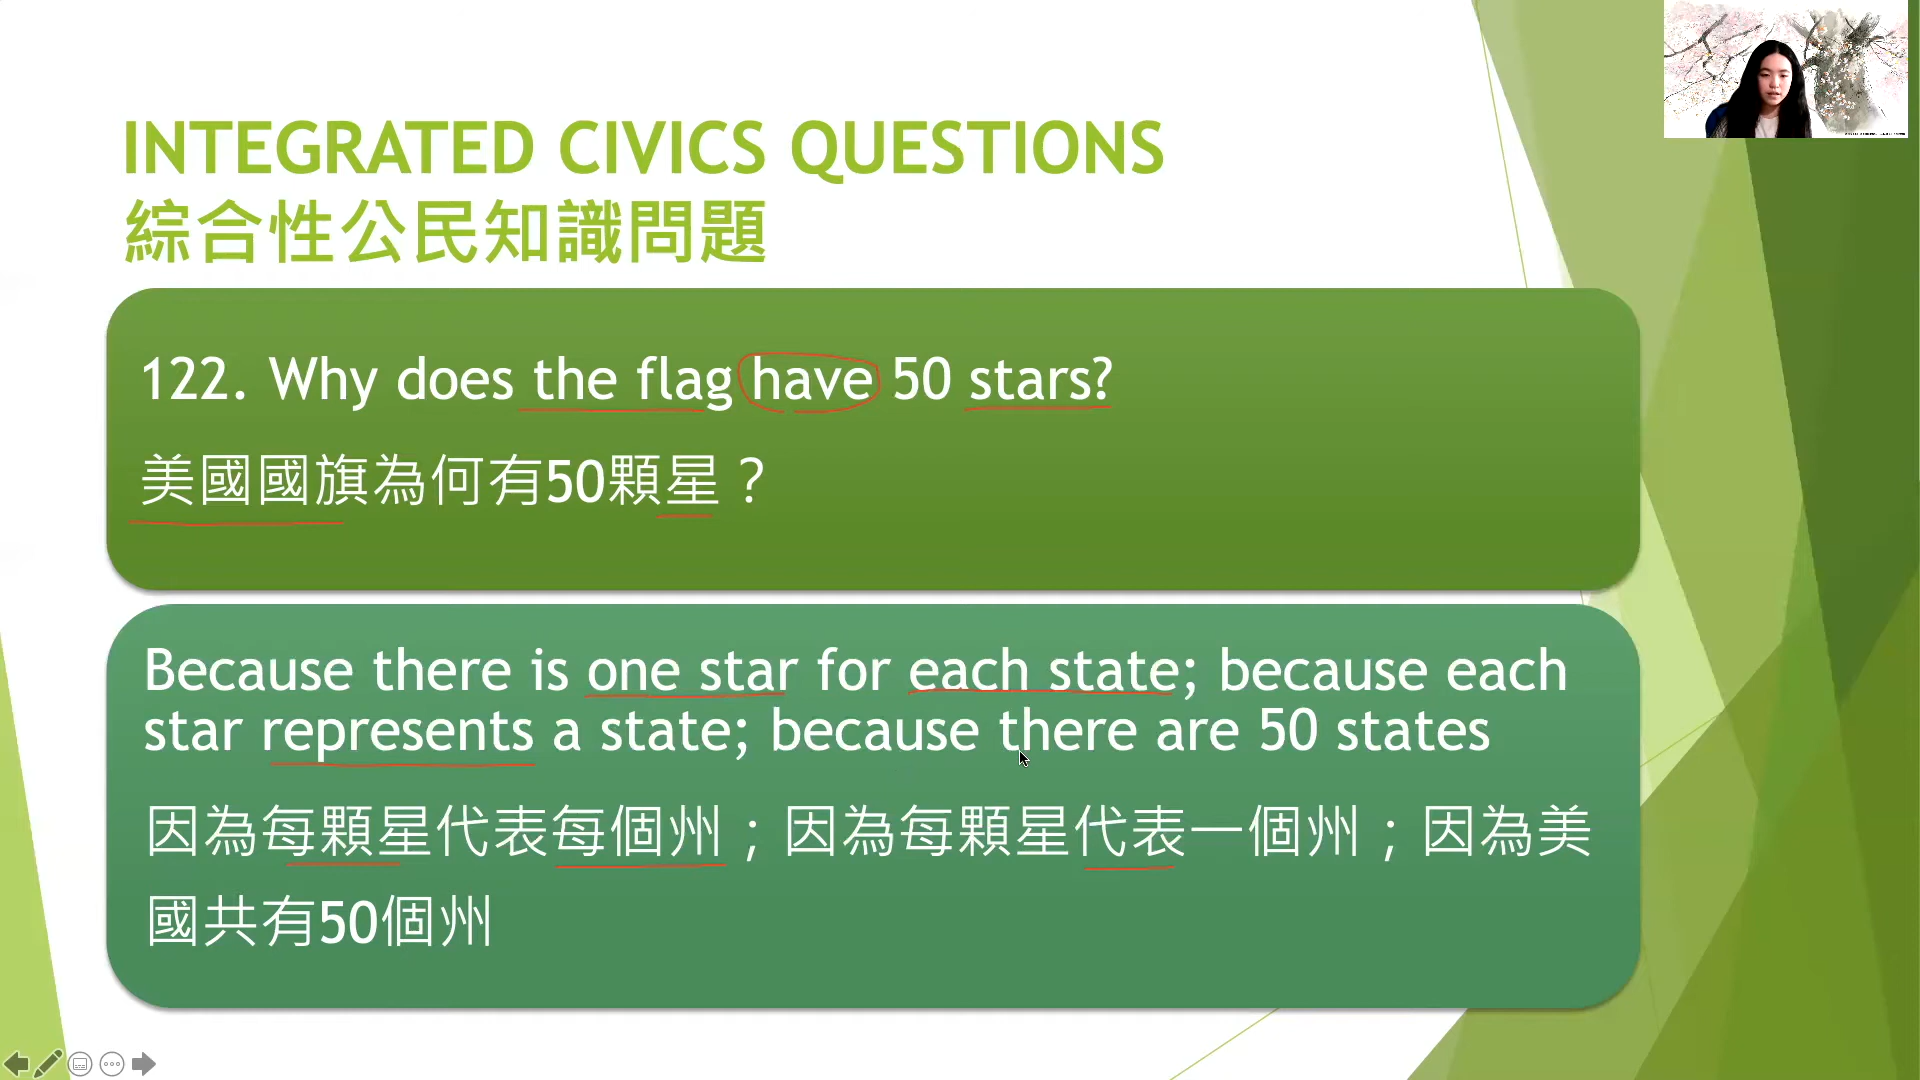 INTEGRATED CIVICS QUESTIONS
綜合性公民知識問題
122. Why does the flag have 50 stars?
美國國旗為何有50顆星？
Because there is one star for each state; because each
star represents a state; because there are 50 states
因為每顆星代表每個州；因為每顆星代表一個州；因為美
國共有50個州